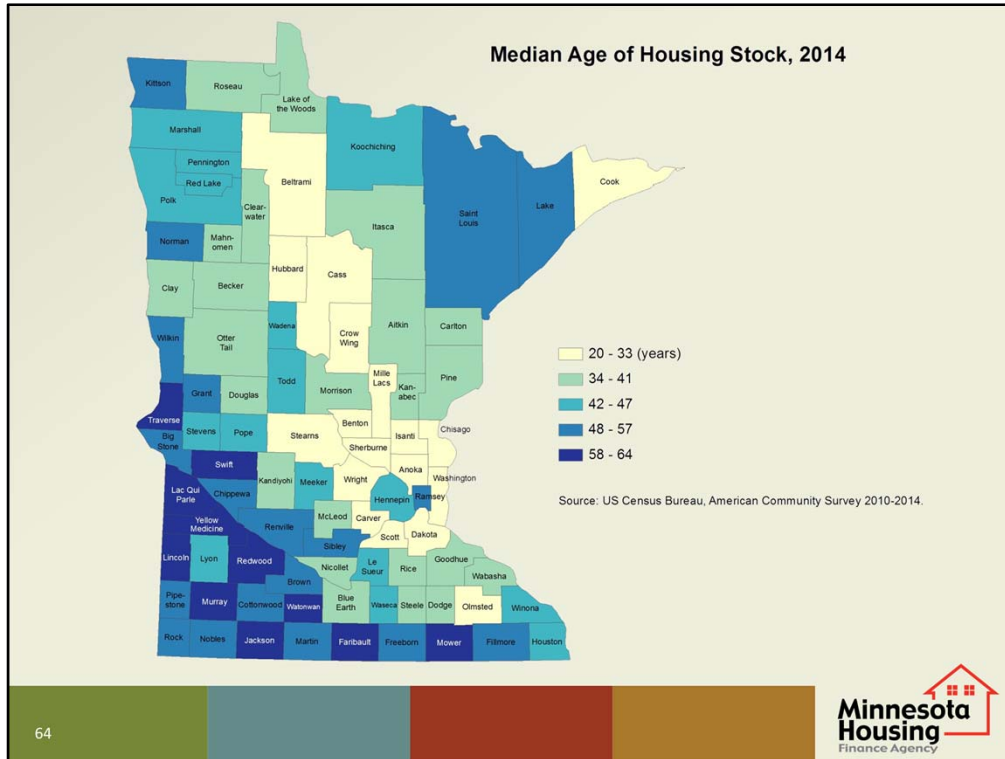 Median Age of Housing Stock, 2014
Kittson
Roseau
Lake of
the Woods
Marshall
Koochiching
Pennington
Red Lake
Polk
Beltrami
Clear-
water
Cook
Lake
Saint
Louis
Itasca
Norman
Mahn-
omen
Hubbard
Cass
Clay
Becker
Wadena
Crow
Wing
Aitkin
Carlton
Wilkin
Otter
Tail
Mille
Lacs
Kan-
abec
Pine
Todd
Morrison
Grant
Douglas
Traverse
Big
Stone
Stevens
Pope
Stearns
Benton
Isanti
Chisago
Sherburne
Swift
Kandiyohi
Meeker
Wright
Anoka
Washington
Hennepin
Ramsey
Lac Qui
Parle
Chippewa
McLeod
Carver
Yellow
Medicine
Renville
Scott
Dakota
Sibley
Lincoln
Lyon
Redwood
Nicollet
Le
Sueur
Rice
Goodhue
Wabasha
Brown
Pipe-
stone
Murray
Cottonwood
Watonwan
Blue
Earth
Waseca
Steele
Dodge
Olmsted
Winona
Rock
Nobles
Jackson
Martin
Faribault
Freeborn
Mower
Fillmore
Houston
20 - 33 (years)
34 - 41
42 - 47
48 - 57
58 - 64
Source: US Census Bureau, American Community Survey 2010-2014.
64
Minnesota
Housing
Finance Agency